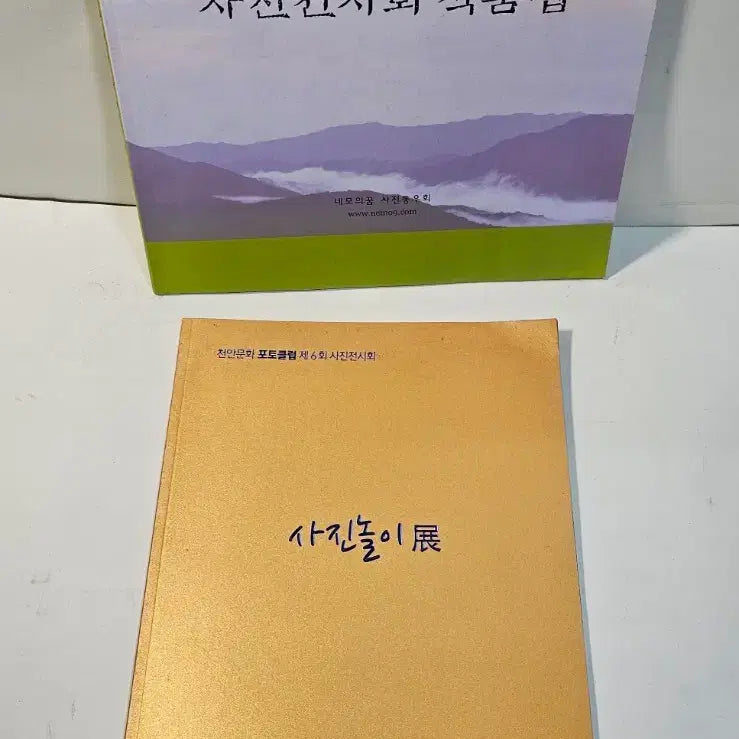 사진전시회 작품집
네모의꿈 사진동우회
www.nemo9.com
천안문화 포토클럽 제6회 사진전시회
사진놀이 展